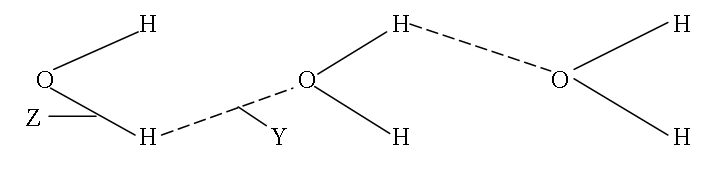 H H H
O O O
Z
H Y H H